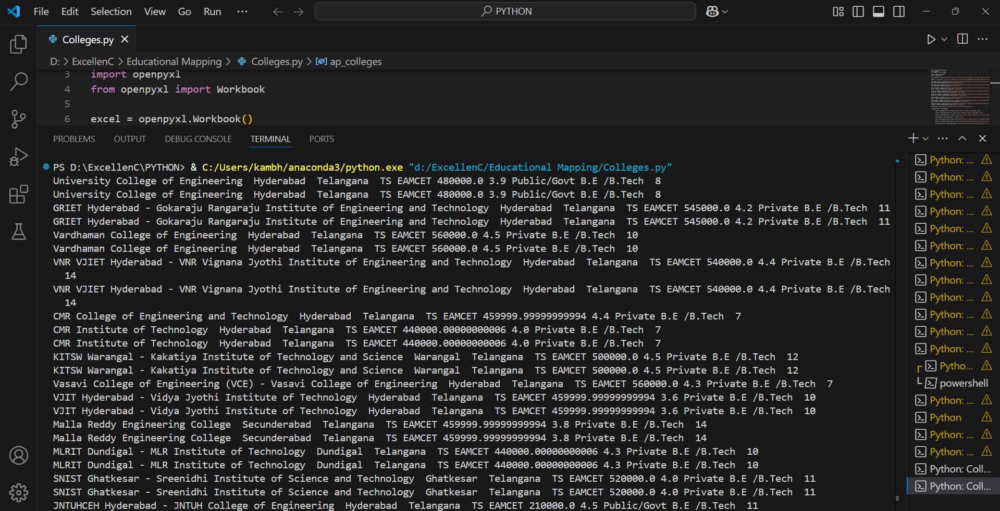 File Edit Selection View Go Run ··· PYTHON
Colleges.py
D: > ExcellenC > Educational Mapping > Colleges.py > ap_colleges
3 import openpyxl
4 from openpyxl import Workbook
5
6 excel = openpyxl.Workbook()
PROBLEMS OUTPUT DEBUG CONSOLE TERMINAL PORTS
PS D:\ExcellenC\PYTHON> & C:/Users/kambh/anaconda3/python.exe "d:/ExcellenC/Educational Mapping/Colleges.py"
University College of Engineering  Hyderabad  Telangana  TS EAMCET 480000.0 3.9 Public/Govt B.E /B.Tech  8
University College of Engineering  Hyderabad  Telangana  TS EAMCET 480000.0 3.9 Public/Govt B.E /B.Tech  8
GRIET Hyderabad - Gokaraju Rangaraju Institute of Engineering and Technology  Hyderabad  Telangana  TS EAMCET 545000.0 4.2 Private B.E /B.Tech  11
GRIET Hyderabad - Gokaraju Rangaraju Institute of Engineering and Technology  Hyderabad  Telangana  TS EAMCET 545000.0 4.2 Private B.E /B.Tech  11
Vardhaman College of Engineering  Hyderabad  Telangana  TS EAMCET 560000.0 4.5 Private B.E /B.Tech  10
Vardhaman College of Engineering  Hyderabad  Telangana  TS EAMCET 560000.0 4.5 Private B.E /B.Tech  10
VNR VJIET Hyderabad - VNR Vignana Jyothi Institute of Engineering and Technology  Hyderabad  Telangana  TS EAMCET 540000.0 4.4 Private B.E /B.Tech
14
VNR VJIET Hyderabad - VNR Vignana Jyothi Institute of Engineering and Technology  Hyderabad  Telangana  TS EAMCET 540000.0 4.4 Private B.E /B.Tech
14
CMR College of Engineering and Technology  Hyderabad  Telangana  TS EAMCET 459999.99999999994 4.4 Private B.E /B.Tech  7
CMR Institute of Technology  Hyderabad  Telangana  TS EAMCET 440000.00000000006 4.0 Private B.E /B.Tech  7
CMR Institute of Technology  Hyderabad  Telangana  TS EAMCET 440000.00000000006 4.0 Private B.E /B.Tech  7
KITSW Warangal - Kakatiya Institute of Technology and Science  Warangal  Telangana  TS EAMCET 500000.0 4.5 Private B.E /B.Tech  12
KITSW Warangal - Kakatiya Institute of Technology and Science  Warangal  Telangana  TS EAMCET 500000.0 4.5 Private B.E /B.Tech  12
Vasavi College of Engineering (VCE) - Vasavi College of Engineering  Hyderabad  Telangana  TS EAMCET 560000.0 4.3 Private B.E /B.Tech  7
VJIT Hyderabad - Vidya Jyothi Institute of Technology  Hyderabad  Telangana  TS EAMCET 459999.99999999994 3.6 Private B.E /B.Tech  10
VJIT Hyderabad - Vidya Jyothi Institute of Technology  Hyderabad  Telangana  TS EAMCET 459999.99999999994 3.6 Private B.E /B.Tech  10
Malla Reddy Engineering College  Secunderabad  Telangana  TS EAMCET 459999.99999999994 3.8 Private B.E /B.Tech  14
Malla Reddy Engineering College  Secunderabad  Telangana  TS EAMCET 459999.99999999994 3.8 Private B.E /B.Tech  14
MLRIT Dundigal - MLR Institute of Technology  Dundigal  Telangana  TS EAMCET 440000.00000000006 4.3 Private B.E /B.Tech  10
MLRIT Dundigal - MLR Institute of Technology  Dundigal  Telangana  TS EAMCET 440000.00000000006 4.3 Private B.E /B.Tech  10
SNIST Ghatkesar - Sreenidhi Institute of Science and Technology  Ghatkesar  Telangana  TS EAMCET 520000.0 4.0 Private B.E /B.Tech  11
SNIST Ghatkesar - Sreenidhi Institute of Science and Technology  Ghatkesar  Telangana  TS EAMCET 520000.0 4.0 Private B.E /B.Tech  11
JNTUHCEH Hyderabad - JNTUH College of Engineering  Hyderabad  Telangana  TS EAMCET 210000.0 4.5 Public/Govt B.E /B.Tech  11
Python: ...
Python: ...
Python: ...
Python: ...
Python: ...
Python: ...
Python: ...
Python: ...
Python: ...
Python: ...
Python: ...
Python: ...
Pytho...
powershell
Python: ...
Python
Python: ...
Python: ...
Python: Coll...
Python: Coll...